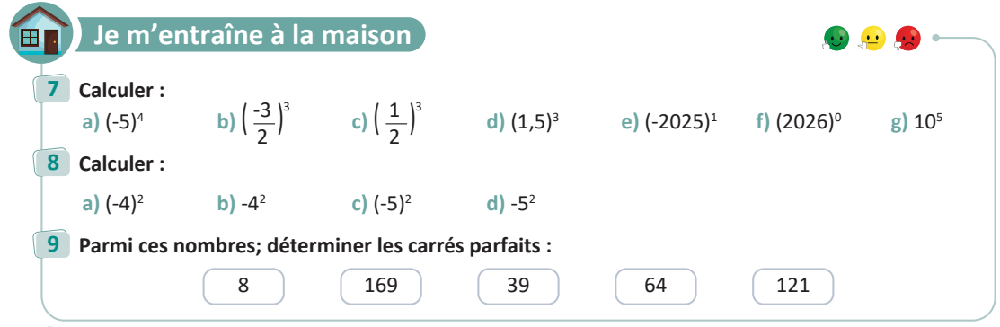 Je m’entraîne à la maison
7 Calculer :
a) (-5)⁴ b) (-3/2)³ c) (1/2)³ d) (1,5)³ e) (-2025)¹ f) (2026)⁰ g) 10⁵
8 Calculer :
a) (-4)² b) -4² c) (-5)² d) -5²
9 Parmi ces nombres; déterminer les carrés parfaits :
8 169 39 64 121